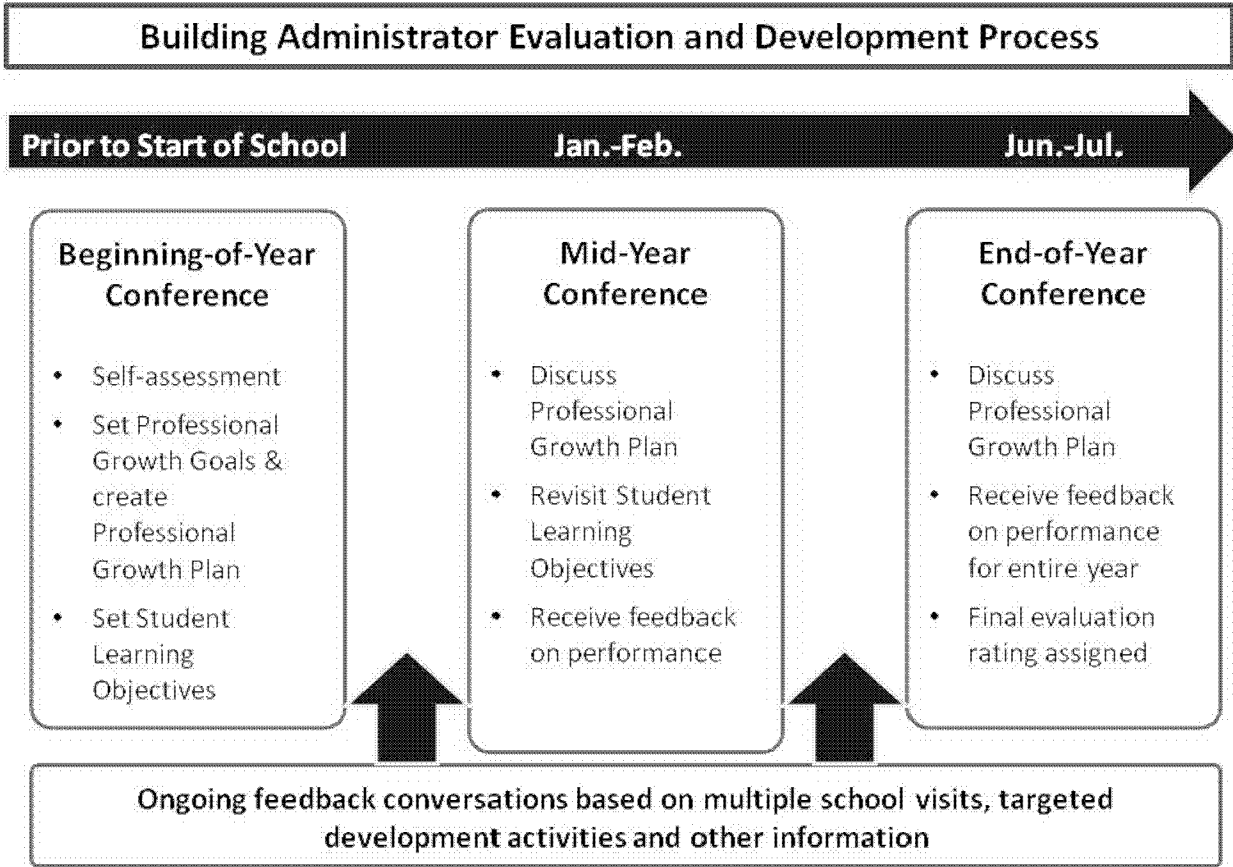 Building Administrator Evaluation and Development Process
Prior to Start of School
Jan.-Feb.
Jun.-Jul.
Beginning-of-Year
Conference
• Self-assessment
• Set Professional
Growth Goals &
create
Professional
Growth Plan
• Set Student
Learning
Objectives
Mid-Year
Conference
• Discuss
Professional
Growth Plan
• Revisit Student
Learning
Objectives
• Receive feedback
on performance
End-of-Year
Conference
• Discuss
Professional
Growth Plan
• Receive feedback
on performance
for entire year
• Final evaluation
rating assigned
Ongoing feedback conversations based on multiple school visits, targeted
development activities and other information